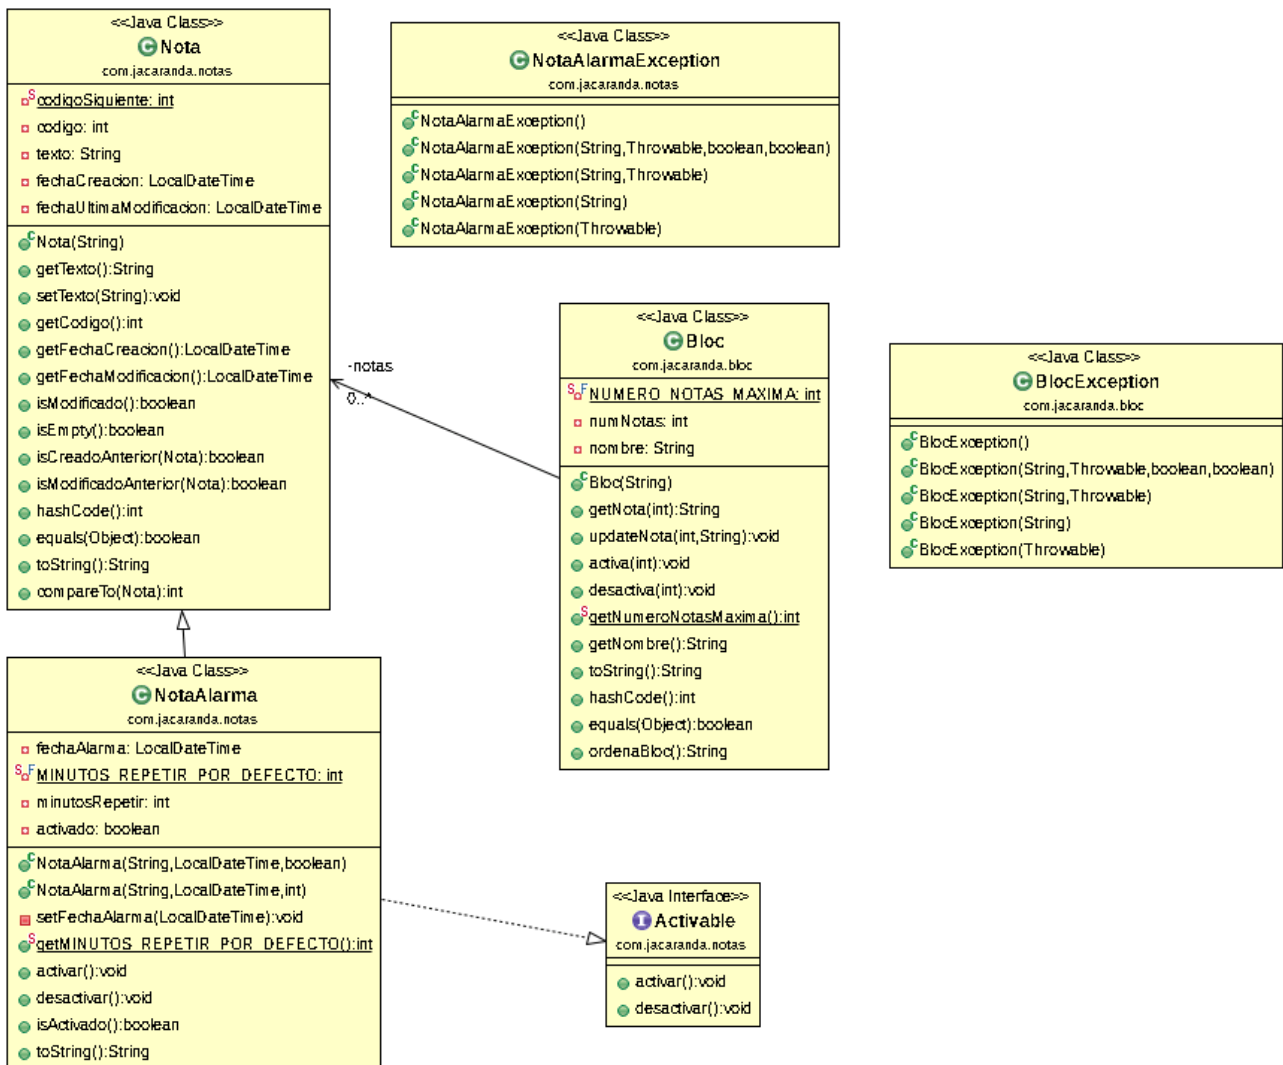 <<Java Class>>
Nota
com.jacaranda.notas
codigoSiguiente: int
codigo: int
texto: String
fechaCreacion: LocalDateTime
fechaUltimaModificacion: LocalDateTime
Nota(String)
getTexto():String
setTexto(String):void
getCodigo():int
getFechaCreacion():LocalDateTime
getFechaModificacion():LocalDateTime
isModificado():boolean
isEmpty():boolean
isCreadoAnterior(Nota):boolean
isModificadoAnterior(Nota):boolean
hashCode():int
equals(Object):boolean
toString():String
compareTo(Nota):int
<<Java Class>>
NotaAlarmaException
com.jacaranda.notas
NotaAlarmaException()
NotaAlarmaException(String,Throwable,boolean,boolean)
NotaAlarmaException(String,Throwable)
NotaAlarmaException(String)
NotaAlarmaException(Throwable)
-notas
0..*
<<Java Class>>
Bloc
com.jacaranda.bloc
NUMERO_NOTAS_MAXIMA: int
numNotas: int
nombre: String
Bloc(String)
getNota(int):String
updateNota(int,String):void
activa(int):void
desactiva(int):void
getNumeroNotasMaxima():int
getNombre():String
toString():String
hashCode():int
equals(Object):boolean
ordenaBloc():String
<<Java Class>>
BlocException
com.jacaranda.bloc
BlocException()
BlocException(String,Throwable,boolean,boolean)
BlocException(String,Throwable)
BlocException(String)
BlocException(Throwable)
<<Java Class>>
NotaAlarma
com.jacaranda.notas
fechaAlarma: LocalDateTime
MINUTOS_REPETIR_POR_DEFECTO: int
minutosRepetir: int
activado: boolean
NotaAlarma(String,LocalDateTime,boolean)
NotaAlarma(String,LocalDateTime,int)
setFechaAlarma(LocalDateTime):void
getMINUTOS_REPETIR_POR_DEFECTO():int
activar():void
desactivar():void
isActivado():boolean
toString():String
<<Java Interface>>
Activable
com.jacaranda.notas
activar():void
desactivar():void